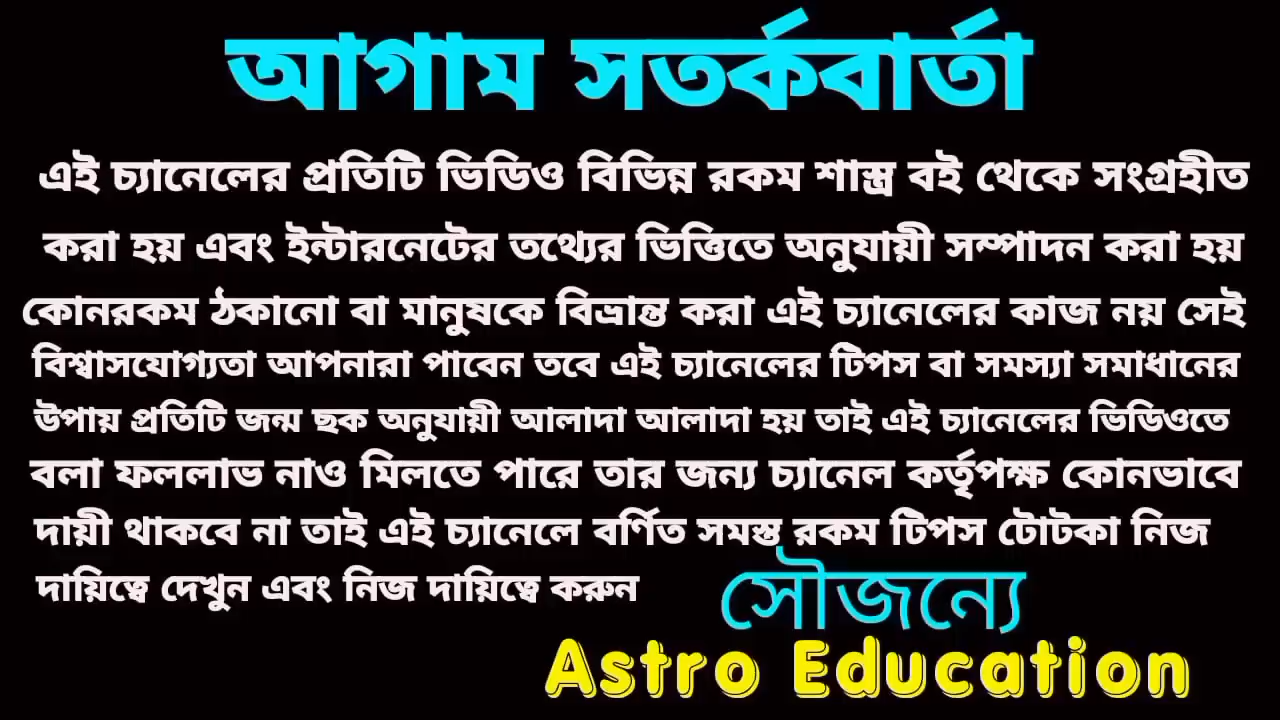 আগাম সতর্কবার্তা
এই চ্যানেলের প্রতিটি ভিডিও বিভিন্ন রকম শাস্ত্র বই থেকে সংগ্রহীত
করা হয় এবং ইন্টারনেটের তথ্যের ভিত্তিতে অনুযায়ী সম্পাদন করা হয়
কোনরকম ঠকানো বা মানুষকে বিভ্রান্ত করা এই চ্যানেলের কাজ নয় সেই
বিশ্বাসযোগ্যতা আপনারা পাবেন তবে এই চ্যানেলের টিপস বা সমস্যা সমাধানের
উপায় প্রতিটি জন্ম ছক অনুযায়ী আলাদা আলাদা হয় তাই এই চ্যানেলের ভিডিওতে
বলা ফললাভ নাও মিলতে পারে তার জন্য চ্যানেল কর্তৃপক্ষ কোনভাবে
দায়ী থাকবে না তাই এই চ্যানেলে বর্ণিত সমস্ত রকম টিপস টোটকা নিজ
দায়িত্বে দেখুন এবং নিজ দায়িত্বে করুন
সৌজন্যে
Astro Education